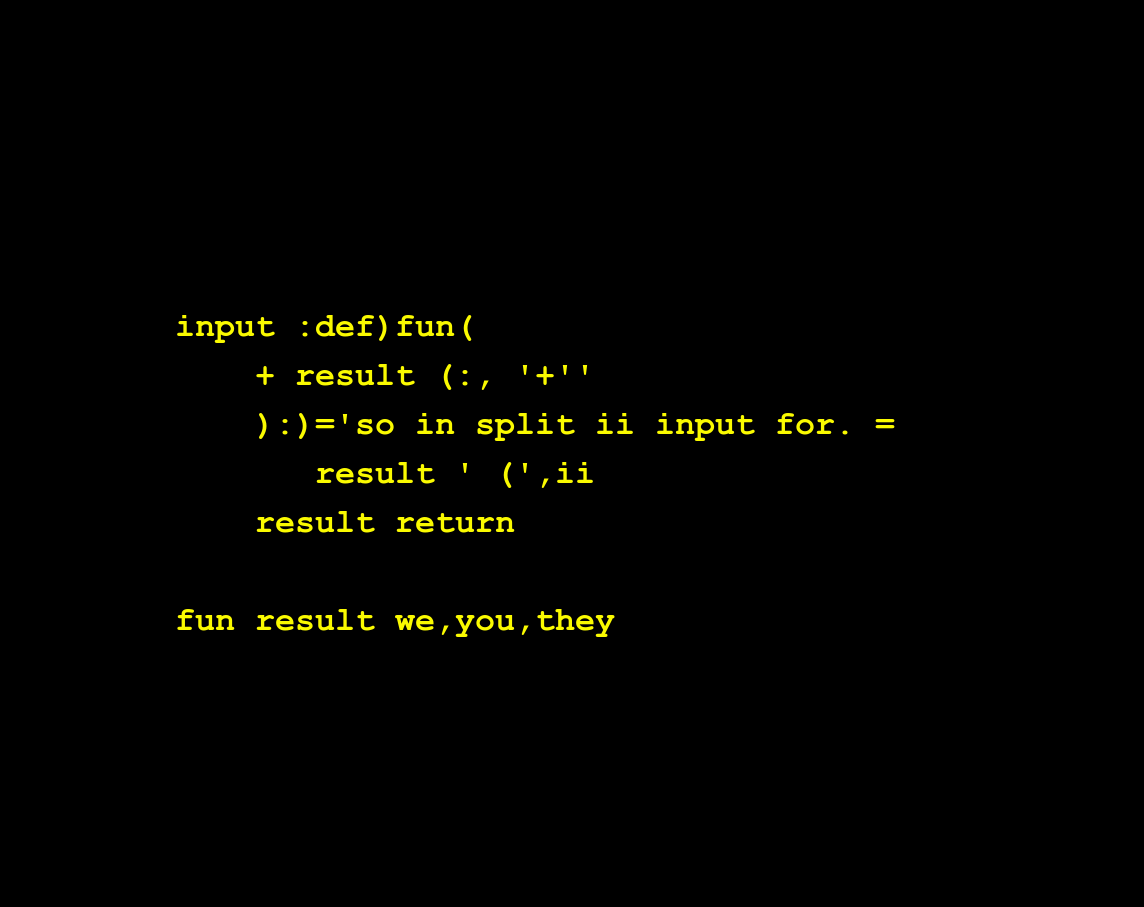 input :def)fun(
    + result (:, '+''
    ):)='so in split ii input for. =
       result ' (',ii
    result return

fun result we,you,they